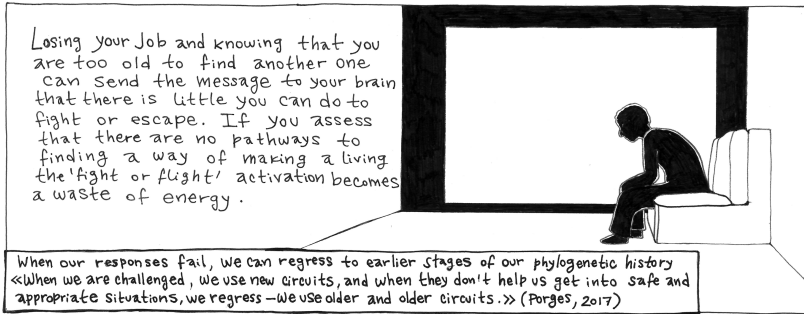 Losing your Job and knowing that you
are too old to find another one
can send the message to your brain
that there is little you can do to
fight or escape. If you assess
that there are no pathways to
finding a way of making a living
the 'fight or flight' activation becomes
a waste of energy.
When our responses fail, we can regress to earlier stages of our phylogenetic history
«When we are challenged, we use new circuits, and when they don't help us get into safe and
appropriate situations, we regress – we use older and older circuits.» (Porges, 2017)